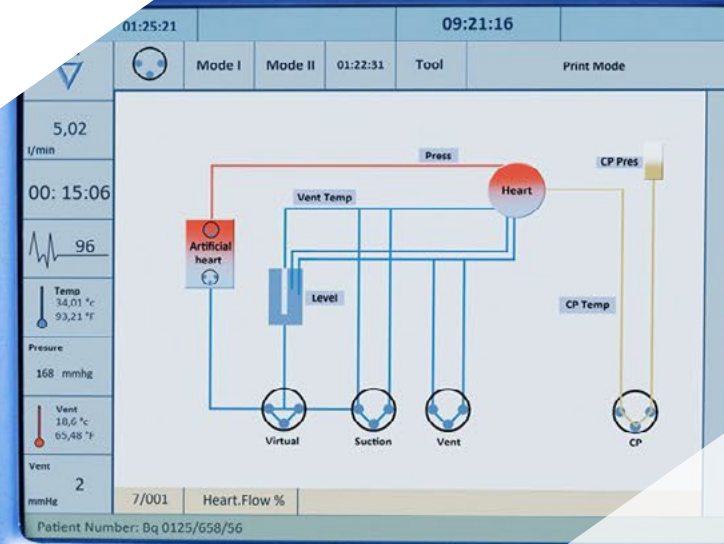 01:25:21
09:21:16
Mode I
Mode II
01:22:31
Tool
Print Mode
5,02
l/min
00: 15:06
96
Temp
34,01 °c
93,21 °F
Presure
168 mmhg
Vent
18,6 °c
65,48 °F
Vent
2
mmHg
Press
CP Pres
Heart
Vent Temp
Artificial
heart
Level
CP Temp
Virtual
Suction
Vent
CP
7/001
Heart.Flow %
Patient Number: Bq 0125/658/56